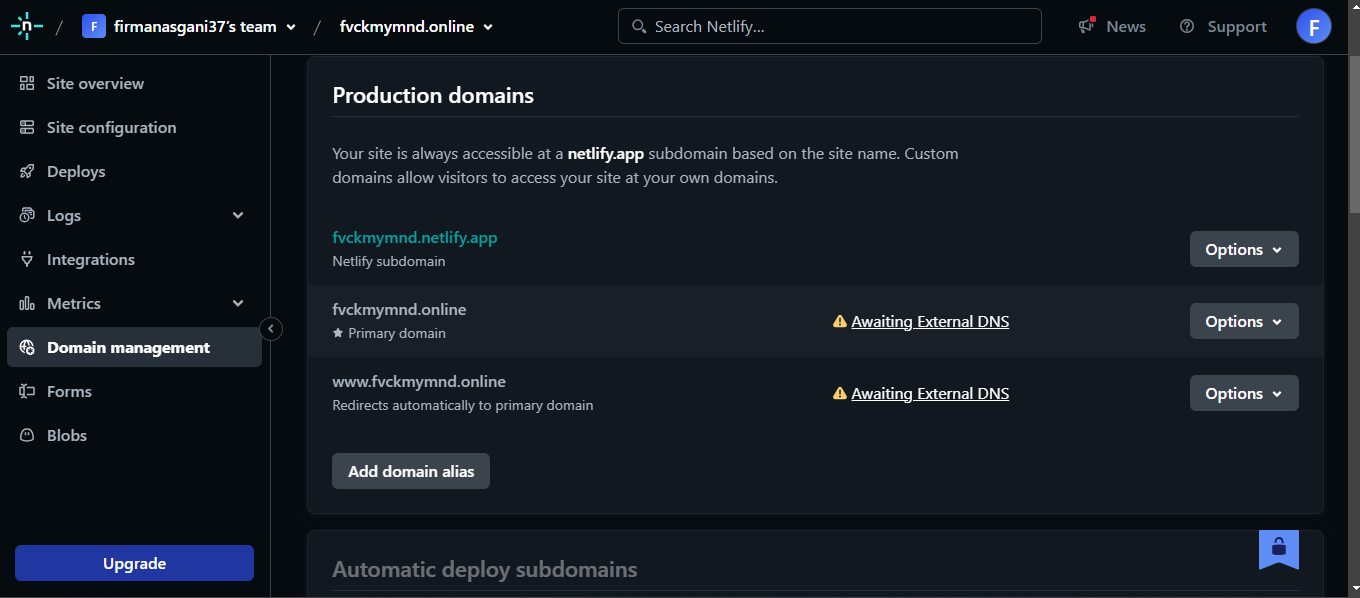 n / F firmanasgani37's team / fvckmymnd.online Search Netlify... News Support F
Site overview
Site configuration
Deploys
Logs
Integrations
Metrics
Domain management
Forms
Blobs
Upgrade
Production domains
Your site is always accessible at a netlify.app subdomain based on the site name. Custom
domains allow visitors to access your site at your own domains.
fvckmymnd.netlify.app
Netlify subdomain
Options
fvckmymnd.online
Primary domain
Awaiting External DNS
Options
www.fvckmymnd.online
Redirects automatically to primary domain
Awaiting External DNS
Options
Add domain alias
Automatic deploy subdomains